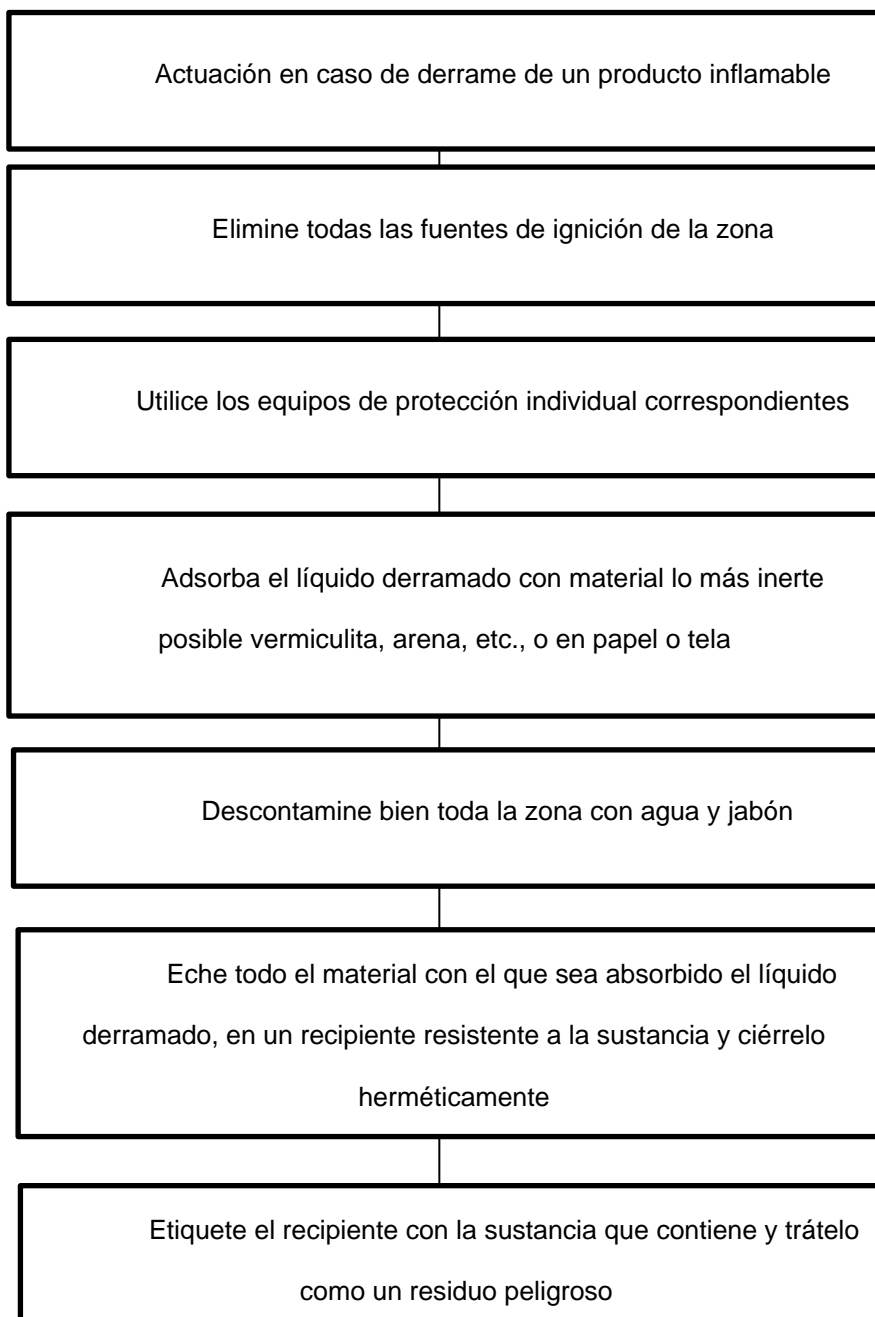 Actuación en caso de derrame de un producto inflamable
Elimine todas las fuentes de ignición de la zona
Utilice los equipos de protección individual correspondientes
Adsorba el líquido derramado con material lo más inerte
posible vermiculita, arena, etc., o en papel o tela
Descontamine bien toda la zona con agua y jabón
Eche todo el material con el que sea absorbido el líquido
derramado, en un recipiente resistente a la sustancia y ciérrelo
herméticamente
Etiquete el recipiente con la sustancia que contiene y trátelo
como un residuo peligroso